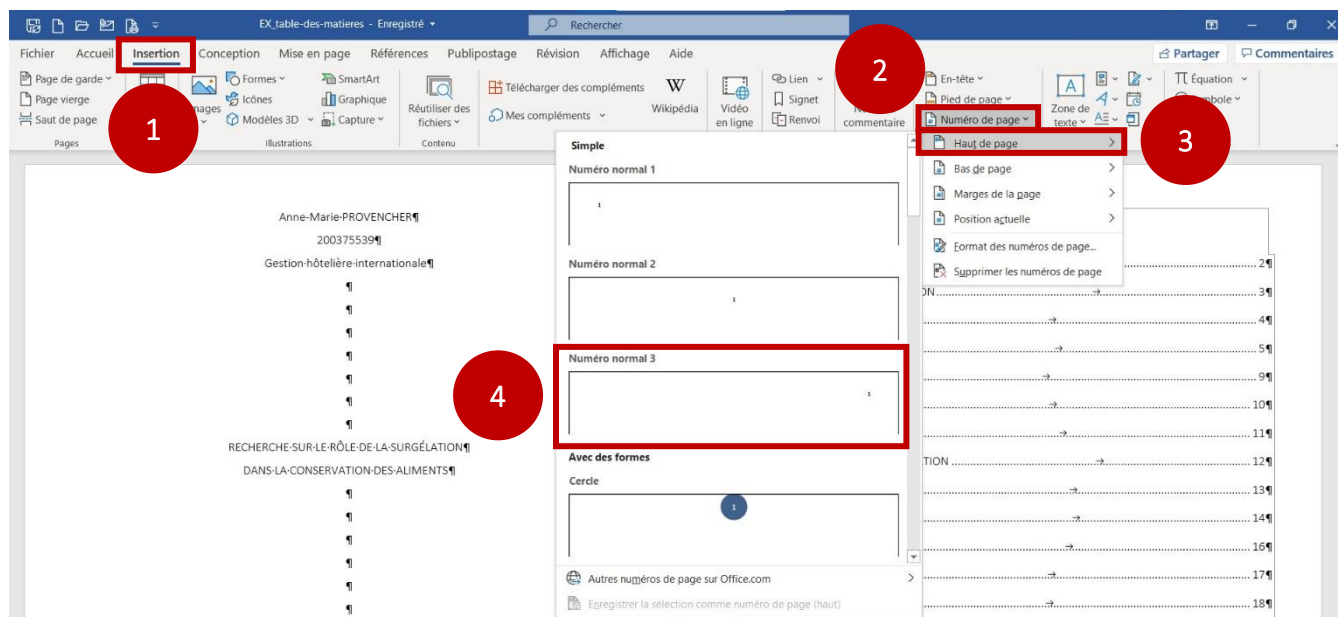 EX_table-des-matieres - Enregistré
Rechercher
Fichier Accueil Insertion Conception Mise en page Références Publipostage Révision Affichage Aide Partager Commentaires
2
Page de garde Formes SmartArt Télécharger des compléments Lien En-tête Équation
Page vierge Icônes Graphique Signet Pied de page
Saut de page Modèles 3D Capture Réutiliser des fichiers Mes compléments Wikipédia Vidéo en ligne Renvoi commentaire Numéro de page Zone de texte
1
3
Pages Illustrations Contenu
Simple
Numéro normal 1
1
Numéro normal 2
1
Numéro normal 3
1
4
Avec des formes
Cercle
1
Autres numéros de page sur Office.com
Enregistrer la sélection comme numéro de page (haut)
Haut de page
Bas de page
Marges de la page
Position actuelle
Format des numéros de page...
Supprimer les numéros de page
Anne-Marie·PROVENCHER¶
200375539¶
Gestion·hôtelière·internationale¶
¶
¶
¶
¶
¶
¶
¶
RECHERCHE·SUR·LE·RÔLE·DE·LA·SURGÉLATION¶
DANS·LA·CONSERVATION·DES·ALIMENTS¶
¶
¶
¶
¶
¶
¶
2¶
→ 3¶
→ 4¶
→ 5¶
→ 9¶
→ 10¶
→ 11¶
TION → 12¶
→ 13¶
→ 14¶
→ 16¶
→ 17¶
→ 18¶